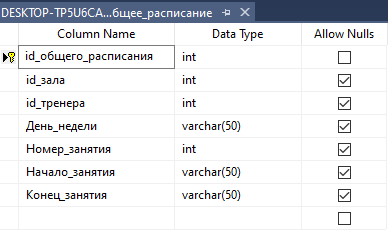 DESKTOP-TP5U6CA...бщее_расписание
Column Name Data Type Allow Nulls
id_общего_расписания int
id_зала int
id_тренера int
День_недели varchar(50)
Номер_занятия int
Начало_занятия varchar(50)
Конец_занятия varchar(50)